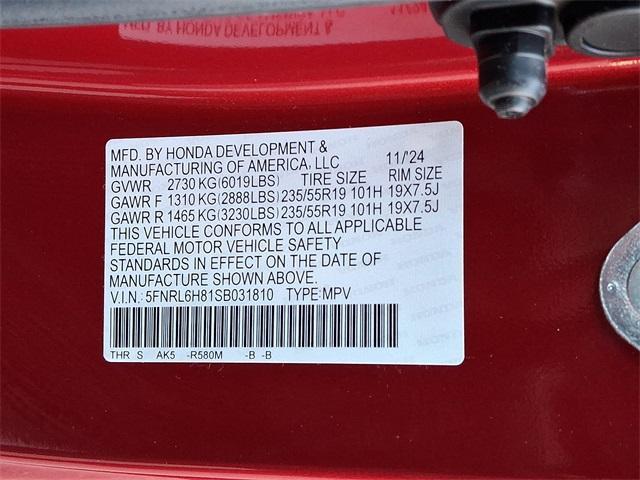 MFD. BY HONDA DEVELOPMENT &
MANUFACTURING OF AMERICA, LLC 11/'24
GVWR 2730 KG (6019LBS) TIRE SIZE RIM SIZE
GAWR F 1310 KG (2888LBS) 235/55R19 101H 19X7.5J
GAWR R 1465 KG (3230LBS) 235/55R19 101H 19X7.5J
THIS VEHICLE CONFORMS TO ALL APPLICABLE
FEDERAL MOTOR VEHICLE SAFETY
STANDARDS IN EFFECT ON THE DATE OF
MANUFACTURE SHOWN ABOVE.
V.I.N.: 5FNRL6H81SB031810 TYPE:MPV
THR S AK5 -R580M -B -B